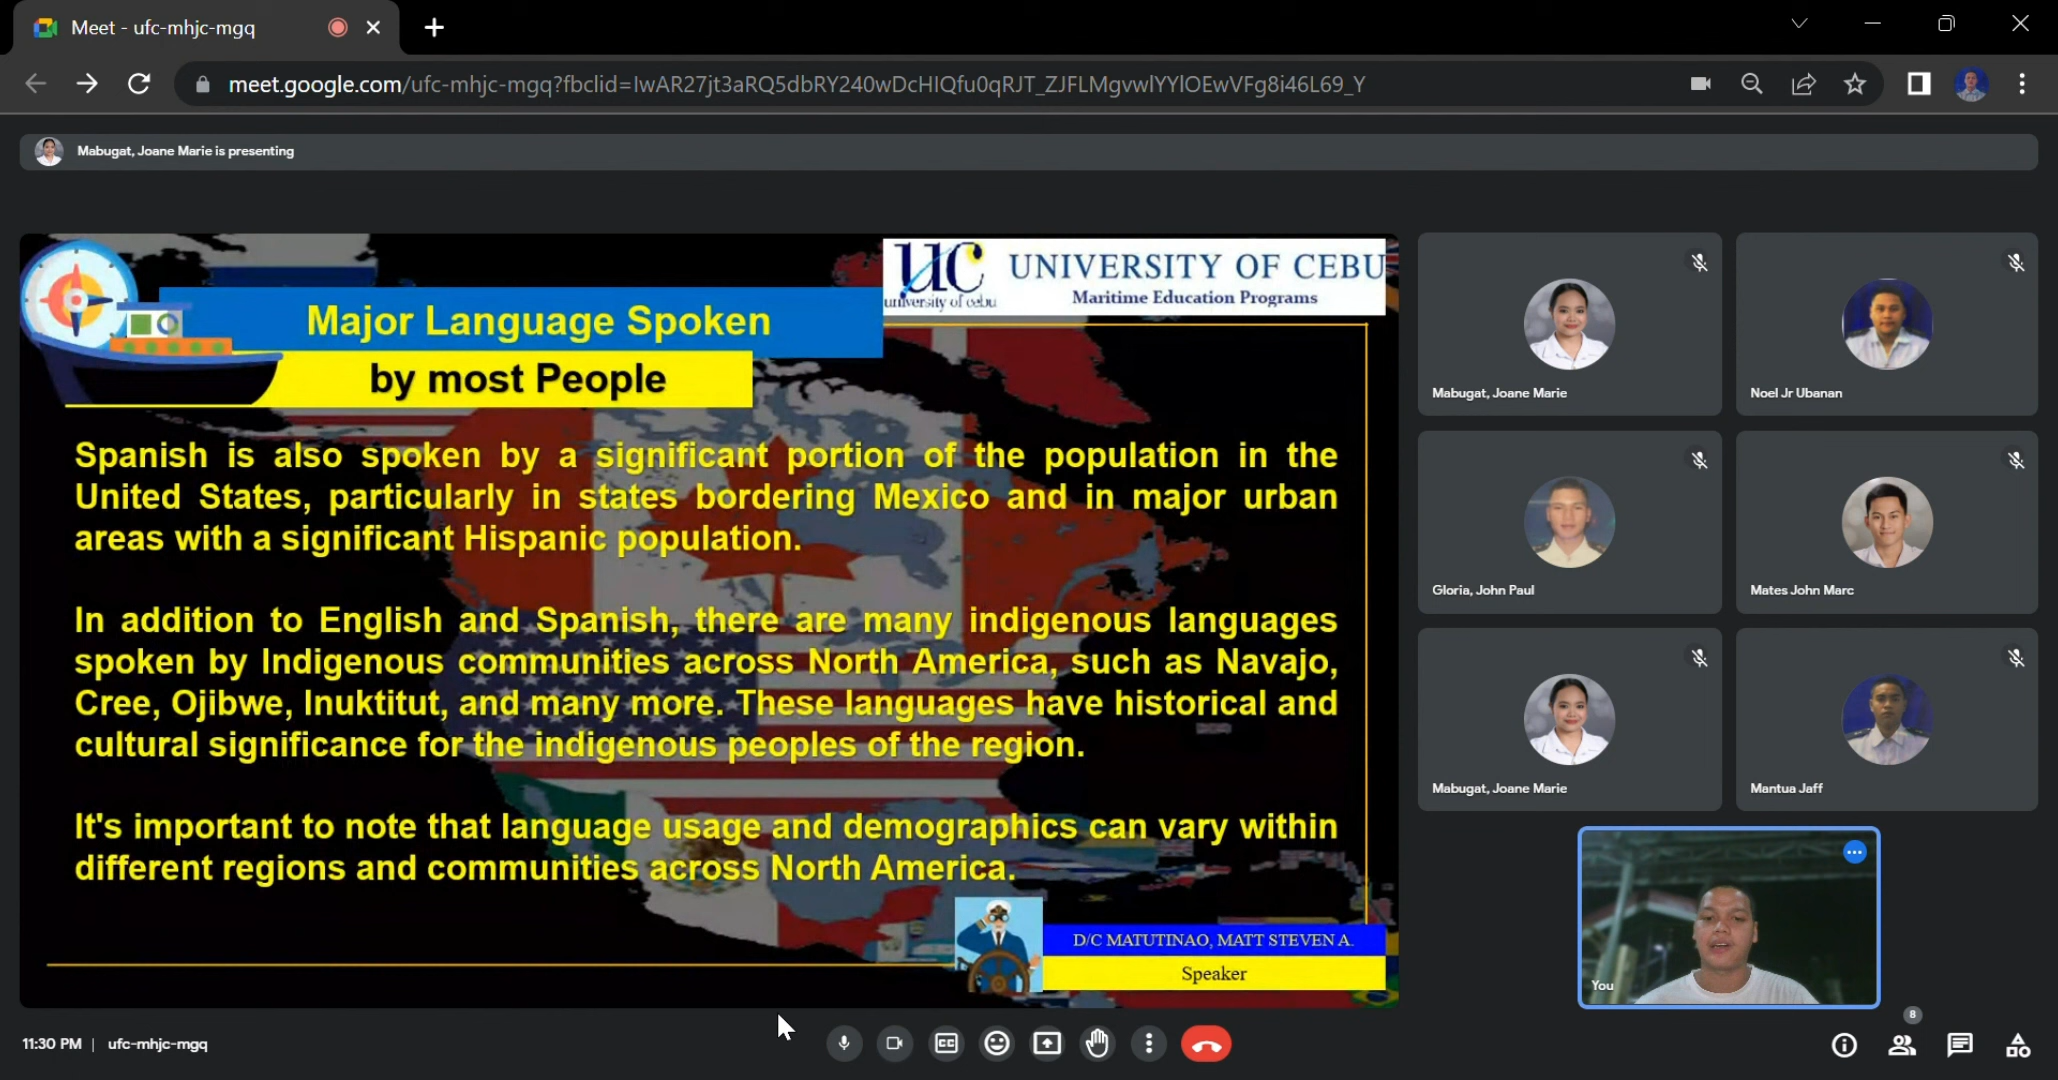 Meet - ufc-mhjc-mgq
meet.google.com/ufc-mhjc-mgq?fbclid=IwAR27jt3aRQ5dbRY240wDcHIQfu0qRJT_ZJFLMgvwlYYlOEwVFg8i46L69_Y
Mabugat, Joane Marie is presenting
uc
university of cebu
UNIVERSITY OF CEBU
Maritime Education Programs
Major Language Spoken
by most People
Spanish is also spoken by a significant portion of the population in the
United States, particularly in states bordering Mexico and in major urban
areas with a significant Hispanic population.
In addition to English and Spanish, there are many indigenous languages
spoken by Indigenous communities across North America, such as Navajo,
Cree, Ojibwe, Inuktitut, and many more. These languages have historical and
cultural significance for the indigenous peoples of the region.
It's important to note that language usage and demographics can vary within
different regions and communities across North America.
D/C MATUTINAO, MATT STEVEN A.
Speaker
Mabugat, Joane Marie
Noel Jr Ubanan
Gloria, John Paul
Mates John Marc
Mabugat, Joane Marie
Mantua Jaff
You
11:30 PM | ufc-mhjc-mgq
CC
8